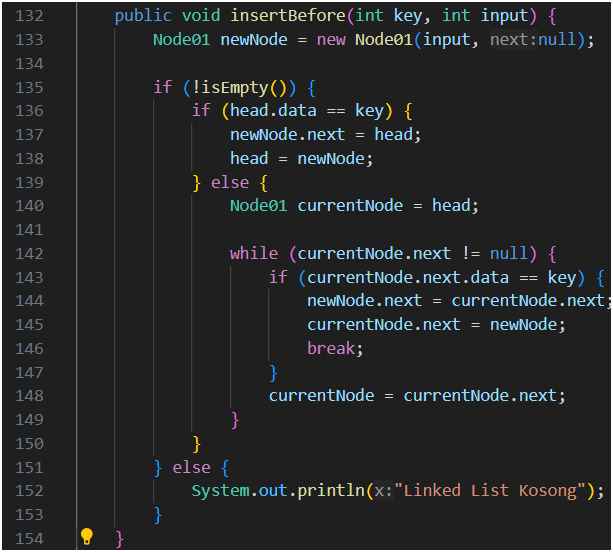 132 public void insertBefore(int key, int input) {
133 Node01 newNode = new Node01(input, next:null);
134
135 if (!isEmpty()) {
136 if (head.data == key) {
137 newNode.next = head;
138 head = newNode;
139 } else {
140 Node01 currentNode = head;
141
142 while (currentNode.next != null) {
143 if (currentNode.next.data == key) {
144 newNode.next = currentNode.next;
145 currentNode.next = newNode;
146 break;
147 }
148 currentNode = currentNode.next;
149 }
150 }
151 } else {
152 System.out.println(x:"Linked List Kosong");
153 }
154 }